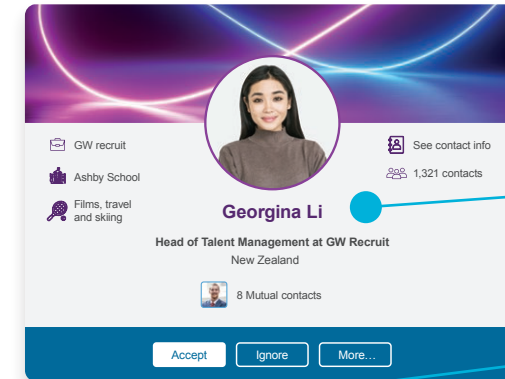 GW recruit
Ashby School
Films, travel
and skiing
See contact info
1,321 contacts
Georgina Li
Head of Talent Management at GW Recruit
New Zealand
8 Mutual contacts
Accept
Ignore
More...